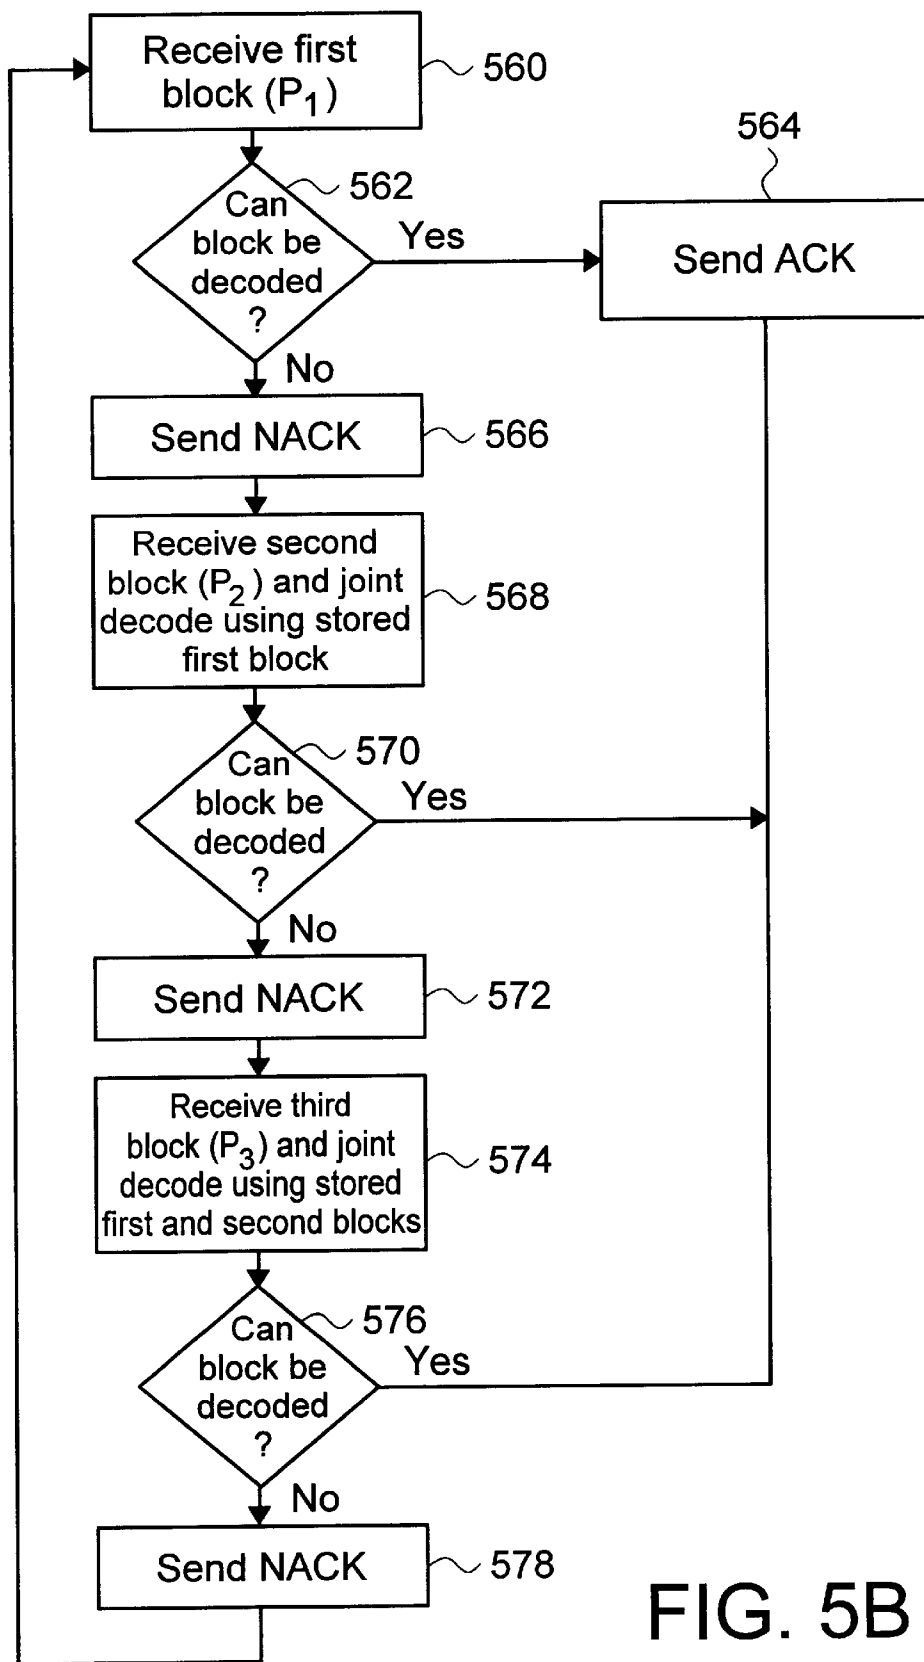 Receive first
block (P1)
560
562
Can
block be
decoded
?
Yes
564
Send ACK
No
Send NACK
566
Receive second
block (P2) and joint
decode using stored
first block
568
570
Can
block be
decoded
?
Yes
No
Send NACK
572
Receive third
block (P3) and joint
decode using stored
first and second blocks
574
576
Can
block be
decoded
?
Yes
No
Send NACK
578
FIG. 5B